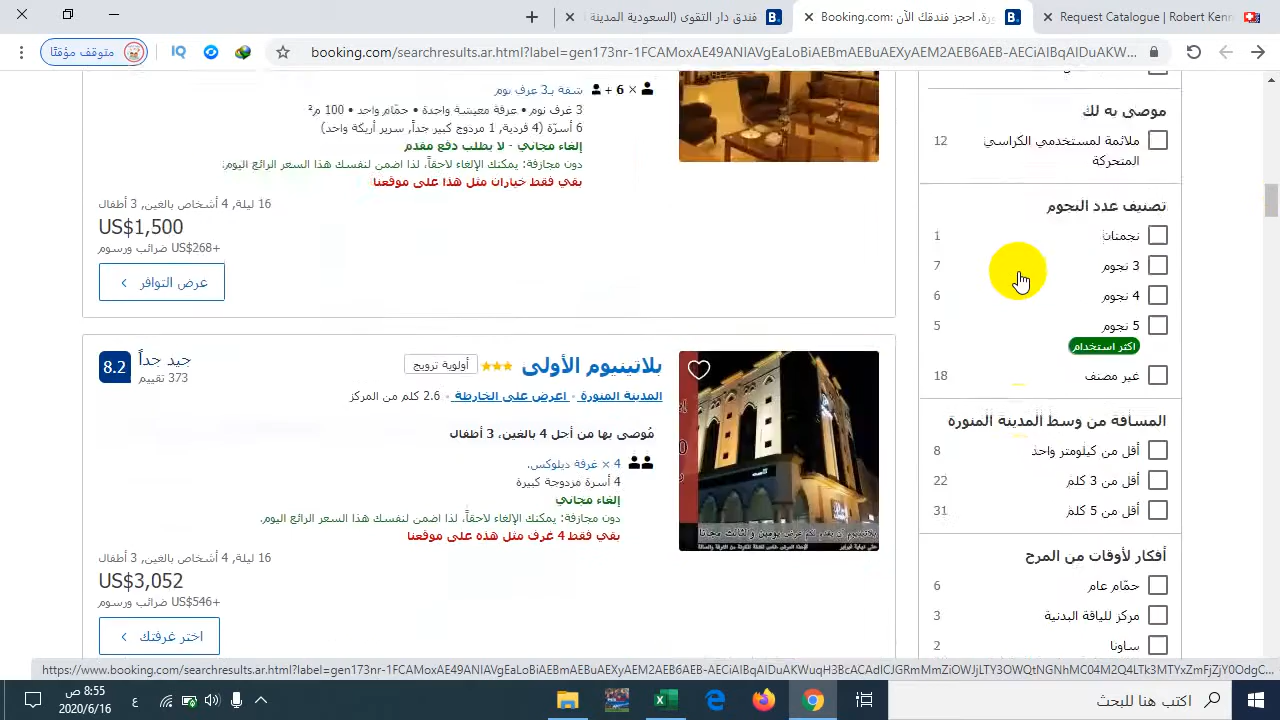 فندق دار التقوى (السعودية المدينة
Booking.com: رة، احجز فندقك الآن
Request Catalogue | Robert Kenn
متوقف مؤقتًا
IQ
booking.com/searchresults.ar.html?label=gen173nr-1FCAMoxAE49ANIAVgEaLoBiAEBmAEBuAEXyAEM2AEB6AEB-AECiAIBqAIDuAKW...
شقة بـ3 غرف نوم
6 + ×
3 غرف نوم • غرفة معيشة واحدة • حمّام واحد • 100 م²
6 أسرّة (4 فردية, 1 مزدوج كبير جداً, سرير أريكة واحد)
إلغاء مجاني - لا يطلب دفع مقدم
دون مجازفة: يمكنك الإلغاء لاحقاً، لذا اضمن لنفسك هذا السعر الرائع اليوم.
بقي فقط خياران مثل هذا على موقعنا
16 ليلة, 4 أشخاص بالغين, 3 أطفال
US$1,500
+US$268 ضرائب ورسوم
عرض التوافر
بلاتينيوم الأولى
أولوية ترويج
جيد جداً
8.2
373 تقييم
المدينة المنورة • اعرض على الخارطة • 2.6 كلم من المركز
مُوصى بها من أجل 4 بالغين، 3 أطفال
4 × غرفة ديلوكس.
4 أسرة مزدوجة كبيرة
إلغاء مجاني
دون مجازفة: يمكنك الإلغاء لاحقاً، لذا اضمن لنفسك هذا السعر الرائع اليوم.
بقي فقط 4 غرف مثل هذه على موقعنا
16 ليلة, 4 أشخاص بالغين, 3 أطفال
US$3,052
+US$546 ضرائب ورسوم
اختر غرفتك
موصى به لك
ملائمة لمستخدمي الكراسي 12
المتحركة
تصنيف عدد النجوم
نجمتان 1
3 نجوم 7
4 نجوم 6
5 نجوم 5
اكثر استخدام
غير مصنف 18
المسافة من وسط المدينة المنورة
أقل من كيلومتر واحد 8
أقل من 3 كلم 22
أقل من 5 كلم 31
أفكار لأوقات من المرح
حمّام عام 6
مركز للياقة البدنية 3
ساونا 2
اكتب هنا للبحث
ع
8:55 ص
2020/6/16